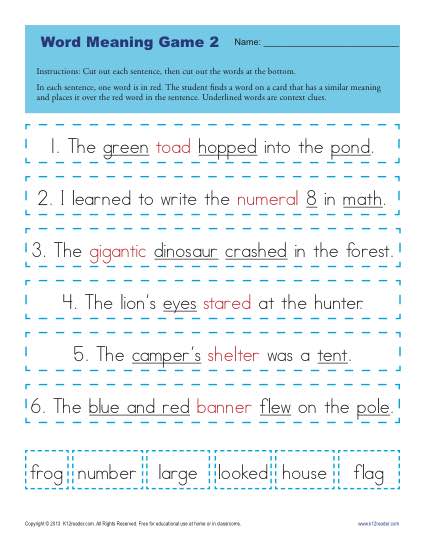 Word Meaning Game 2 Name:
Instructions: Cut out each sentence, then cut out the words at the bottom.
In each sentence, one word is in red. The student finds a word on a card that has a similar meaning
and places it over the red word in the sentence. Underlined words are context clues.
1. The green toad hopped into the pond.
2. I learned to write the numeral 8 in math.
3. The gigantic dinosaur crashed in the forest.
4. The lion's eyes stared at the hunter.
5. The camper's shelter was a tent.
6. The blue and red banner flew on the pole.
frog number large looked house flag
Copyright © 2013 K12reader.com. All Rights Reserved. Free for educational use at home or in classrooms. www.k12reader.com